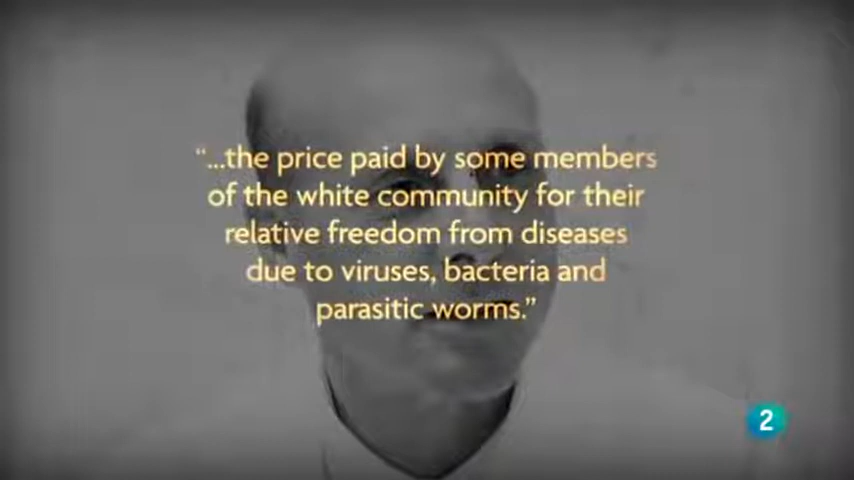 “...the price paid by some members
of the white community for their
relative freedom from diseases
due to viruses, bacteria and
parasitic worms.”
2